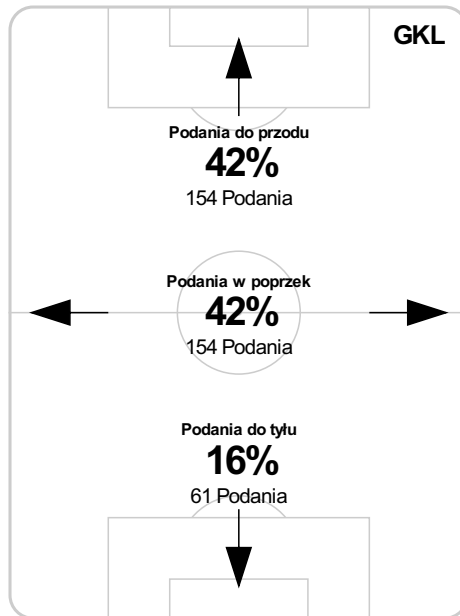 GKL
Podania do przodu
42%
154 Podania
Podania w poprzek
42%
154 Podania
Podania do tyłu
16%
61 Podania